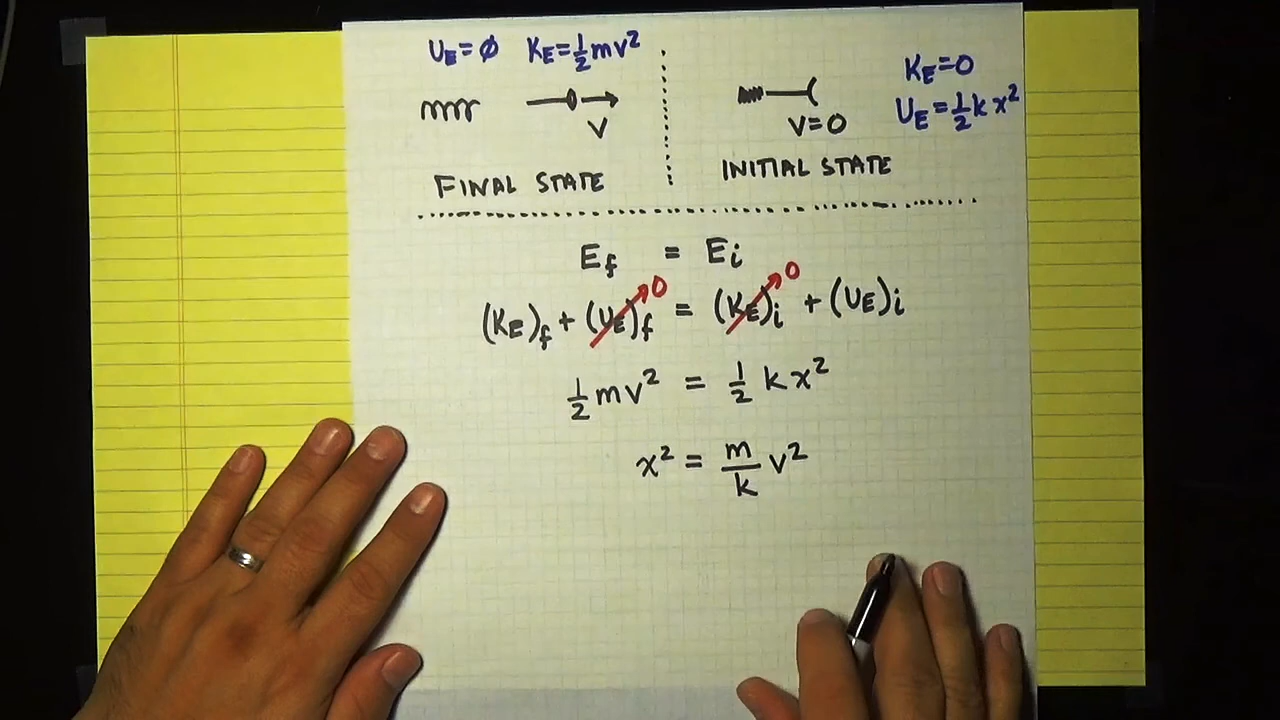 U_E=∅ K_E=½mv²
K_E=0
U_E=½kx²
V
V=0
FINAL STATE
INITIAL STATE
E_f = E_i
(K_E)_f + (U_E)_f 0 = (K_E)_i 0 + (U_E)_i
½mv² = ½kx²
x² = m/k v²